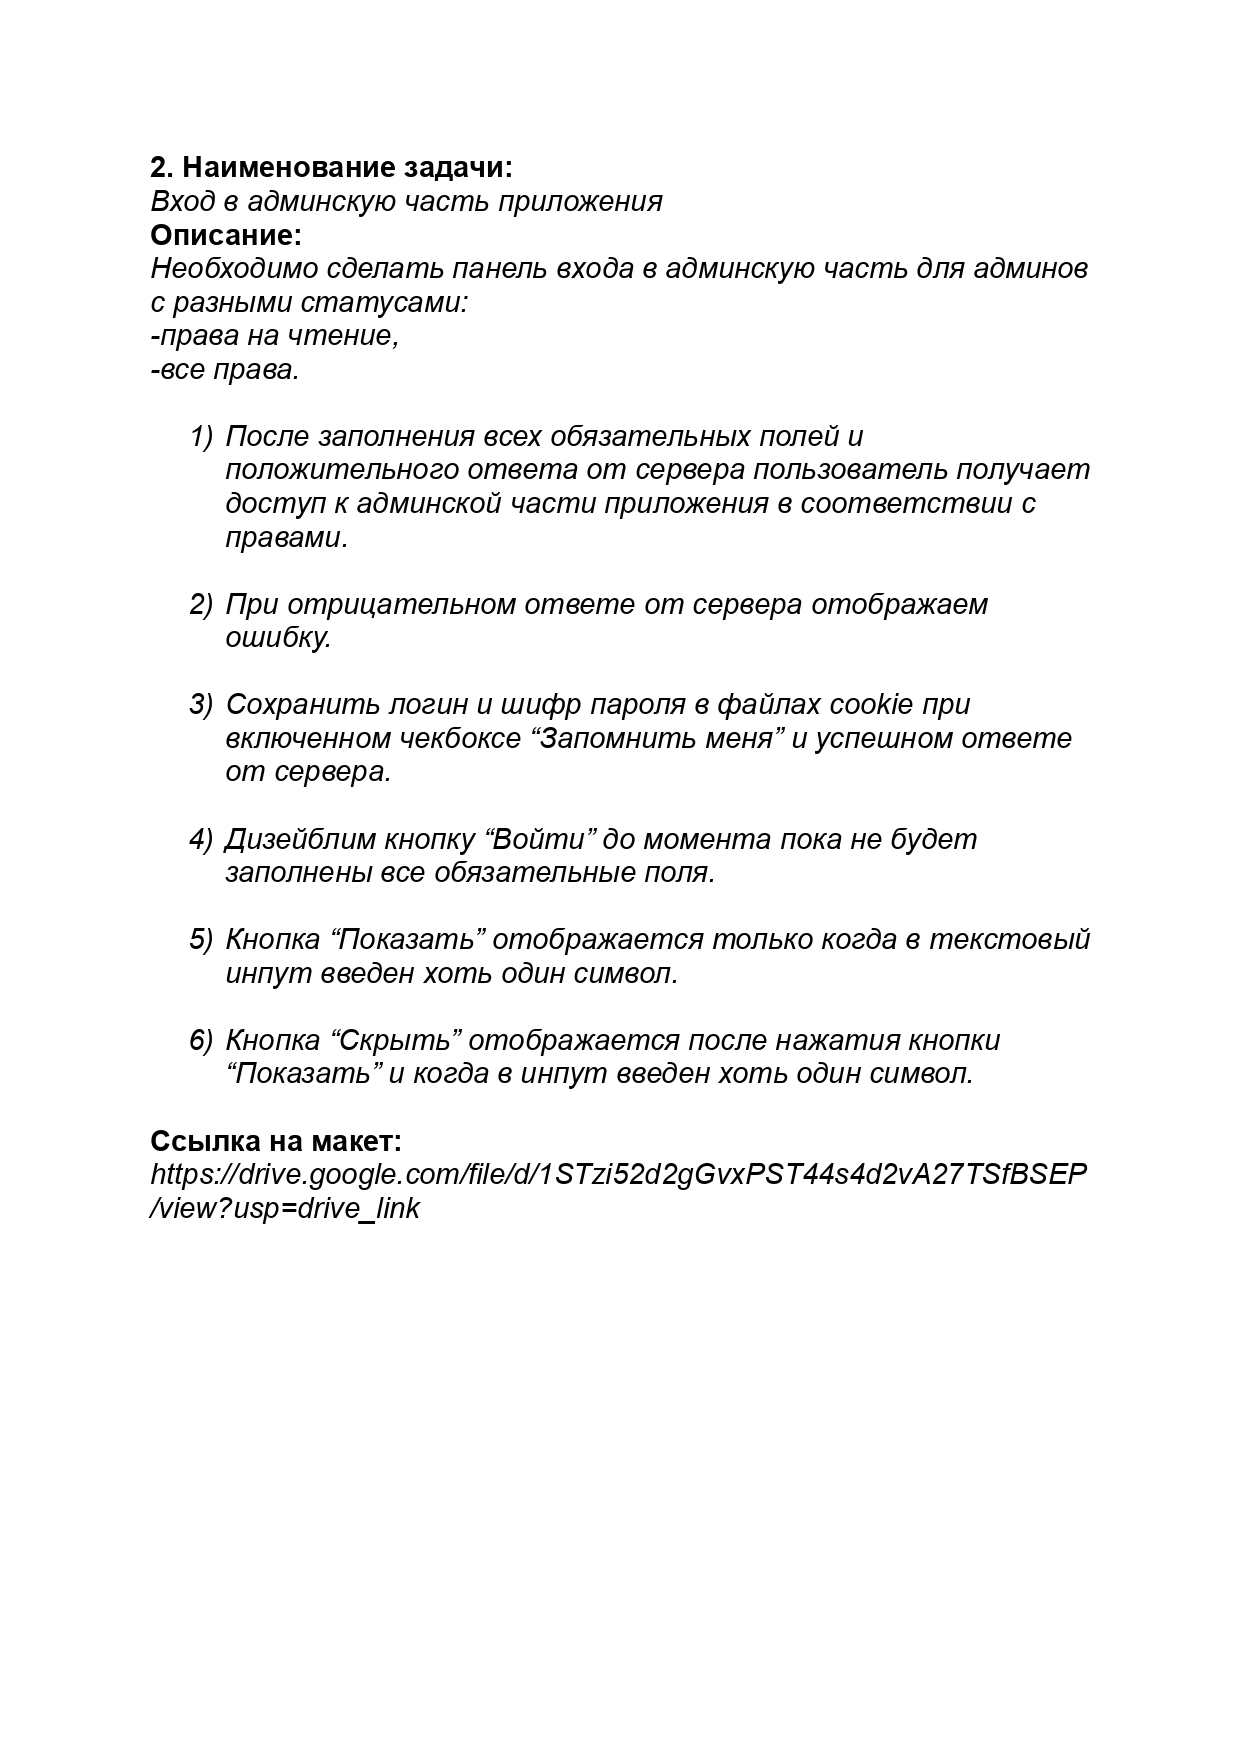 2. Наименование задачи:
Вход в админскую часть приложения
Описание:
Необходимо сделать панель входа в админскую часть для админов
с разными статусами:
-права на чтение,
-все права.
1) После заполнения всех обязательных полей и
положительного ответа от сервера пользователь получает
доступ к админской части приложения в соответствии с
правами.
2) При отрицательном ответе от сервера отображаем
ошибку.
3) Сохранить логин и шифр пароля в файлах cookie при
включенном чекбоксе “Запомнить меня” и успешном ответе
от сервера.
4) Дизейблим кнопку “Войти” до момента пока не будет
заполнены все обязательные поля.
5) Кнопка “Показать” отображается только когда в текстовый
инпут введен хоть один символ.
6) Кнопка “Скрыть” отображается после нажатия кнопки
“Показать” и когда в инпут введен хоть один символ.
Ссылка на макет:
https://drive.google.com/file/d/1STzi52d2gGvxPST44s4d2vA27TSfBSEP
/view?usp=drive_link